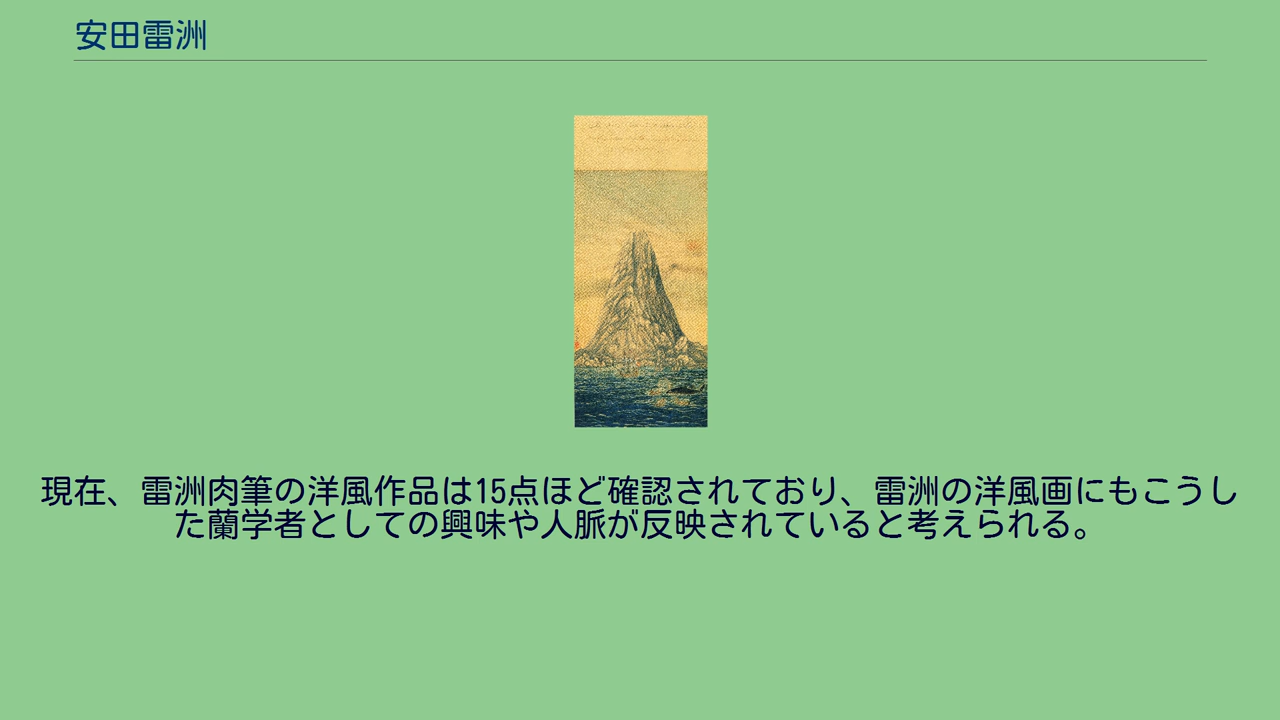 安田雷洲
現在、雷洲肉筆の洋風作品は15点ほど確認されており、雷洲の洋風画にもこうし
た蘭学者としての興味や人脈が反映されていると考えられる。